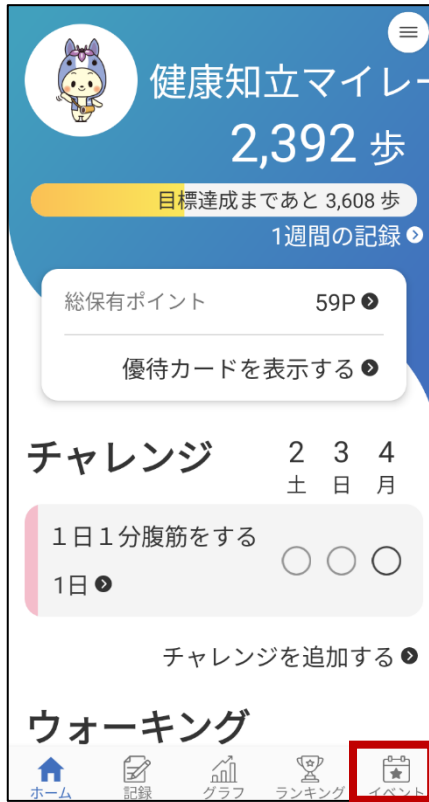 健康知立マイレー
2,392 歩
目標達成まであと 3,608 歩
1週間の記録
総保有ポイント 59P
優待カードを表示する
チャレンジ 2 3 4
土 日 月
１日１分腹筋をする
1日
チャレンジを追加する
ウォーキング
ホーム 記録 グラフ ランキング イベント